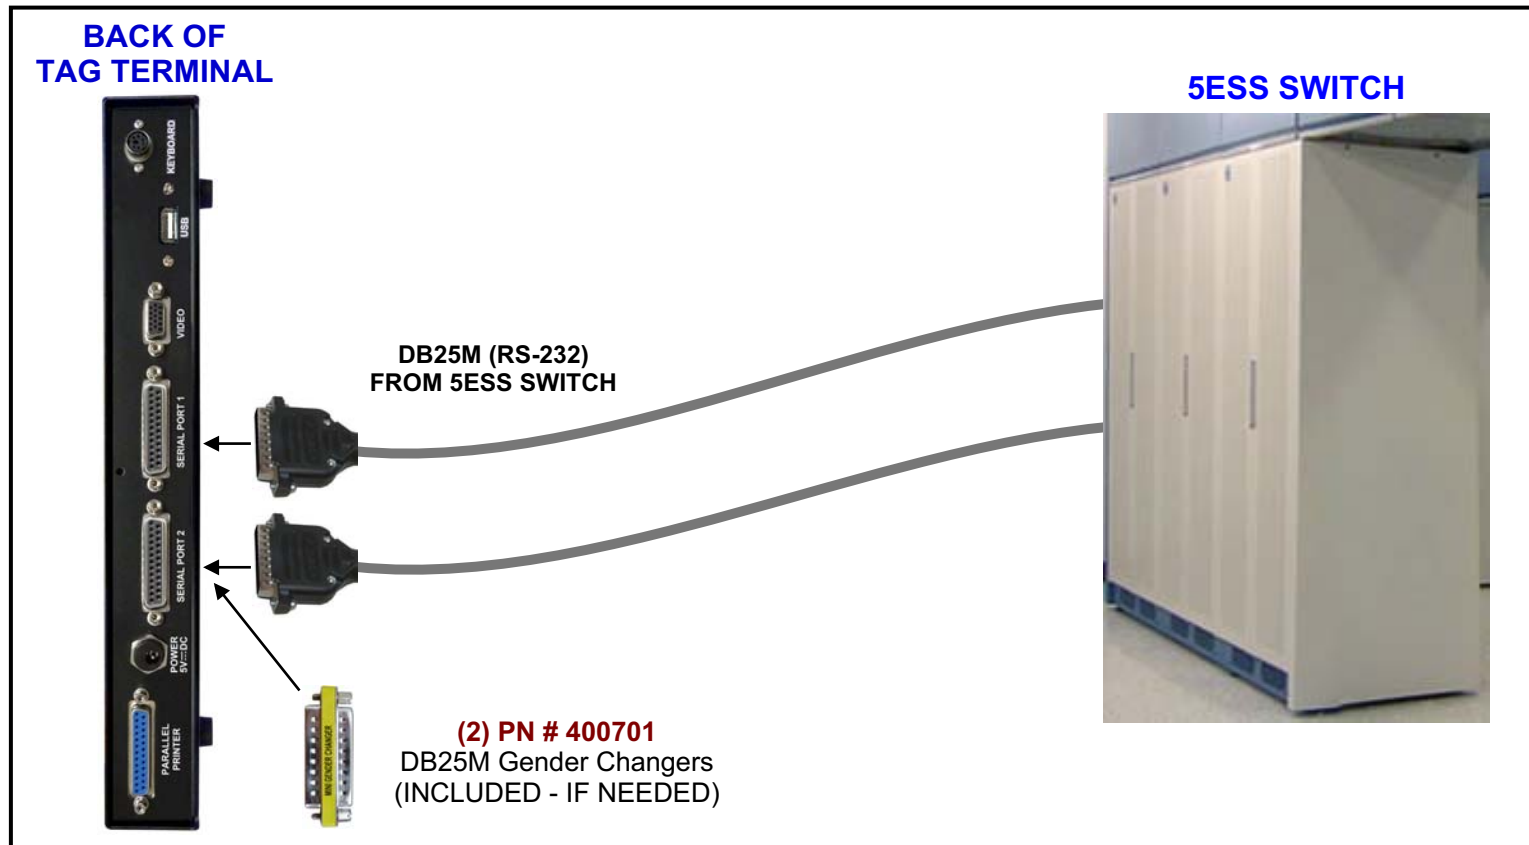 BACK OF
TAG TERMINAL
5ESS SWITCH
KEYBOARD
USB
VIDEO
SERIAL PORT 1
SERIAL PORT 2
POWER
5V⎓DC
PARALLEL
PRINTER
DB25M (RS-232)
FROM 5ESS SWITCH
MINI GENDER CHANGER
(2) PN # 400701
DB25M Gender Changers
(INCLUDED - IF NEEDED)